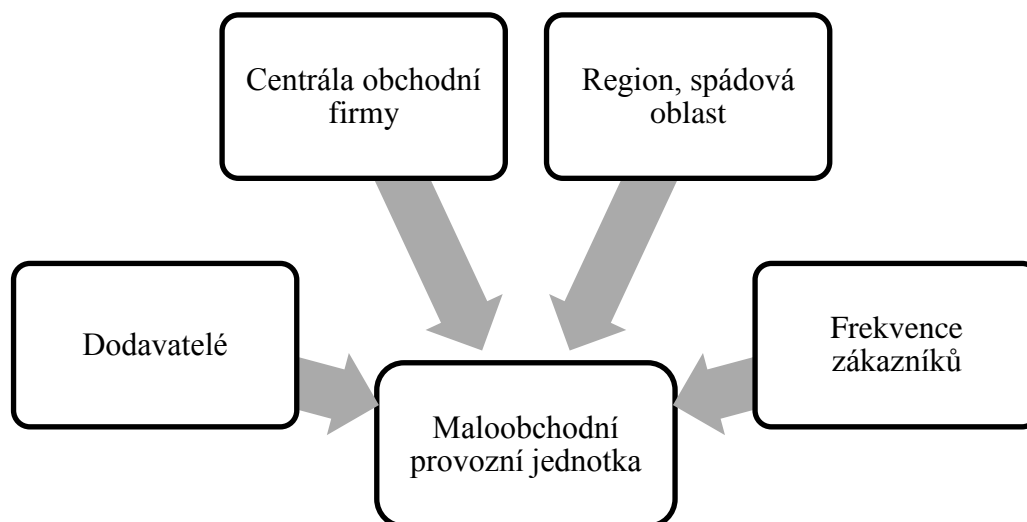 Centrála obchodní
firmy
Region, spádová
oblast
Dodavatelé
Frekvence
zákazníků
Maloobchodní
provozní jednotka